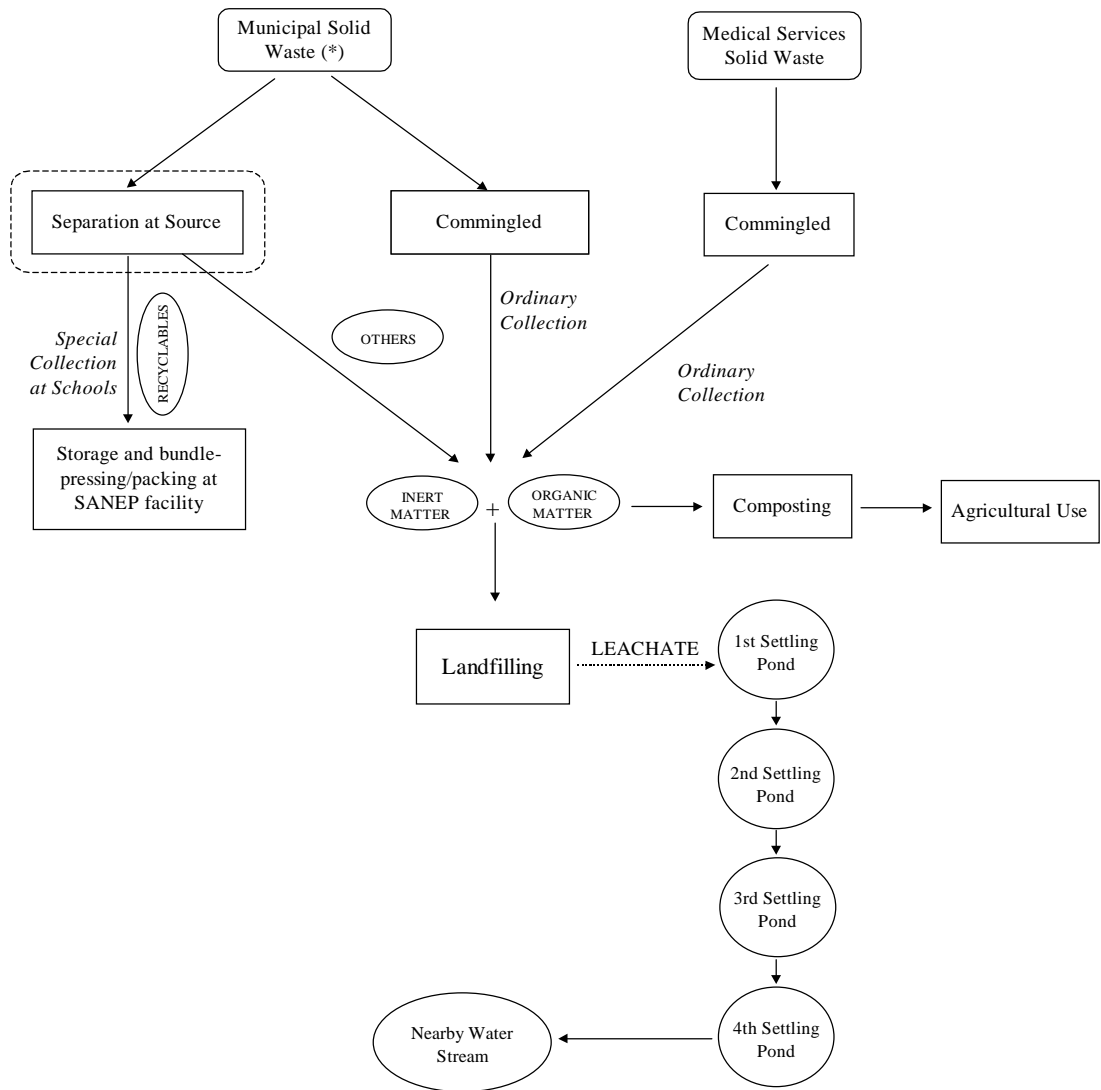 Municipal Solid
Waste (*)
Medical Services
Solid Waste
Separation at Source
Commingled
Commingled
Special
Collection
at Schools
RECYCLABLES
OTHERS
Ordinary
Collection
Ordinary
Collection
Storage and bundle-
pressing/packing at
SANEP facility
INERT
MATTER
+
ORGANIC
MATTER
Composting
Agricultural Use
Landfilling
LEACHATE
1st Settling
Pond
2nd Settling
Pond
3rd Settling
Pond
4th Settling
Pond
Nearby Water
Stream